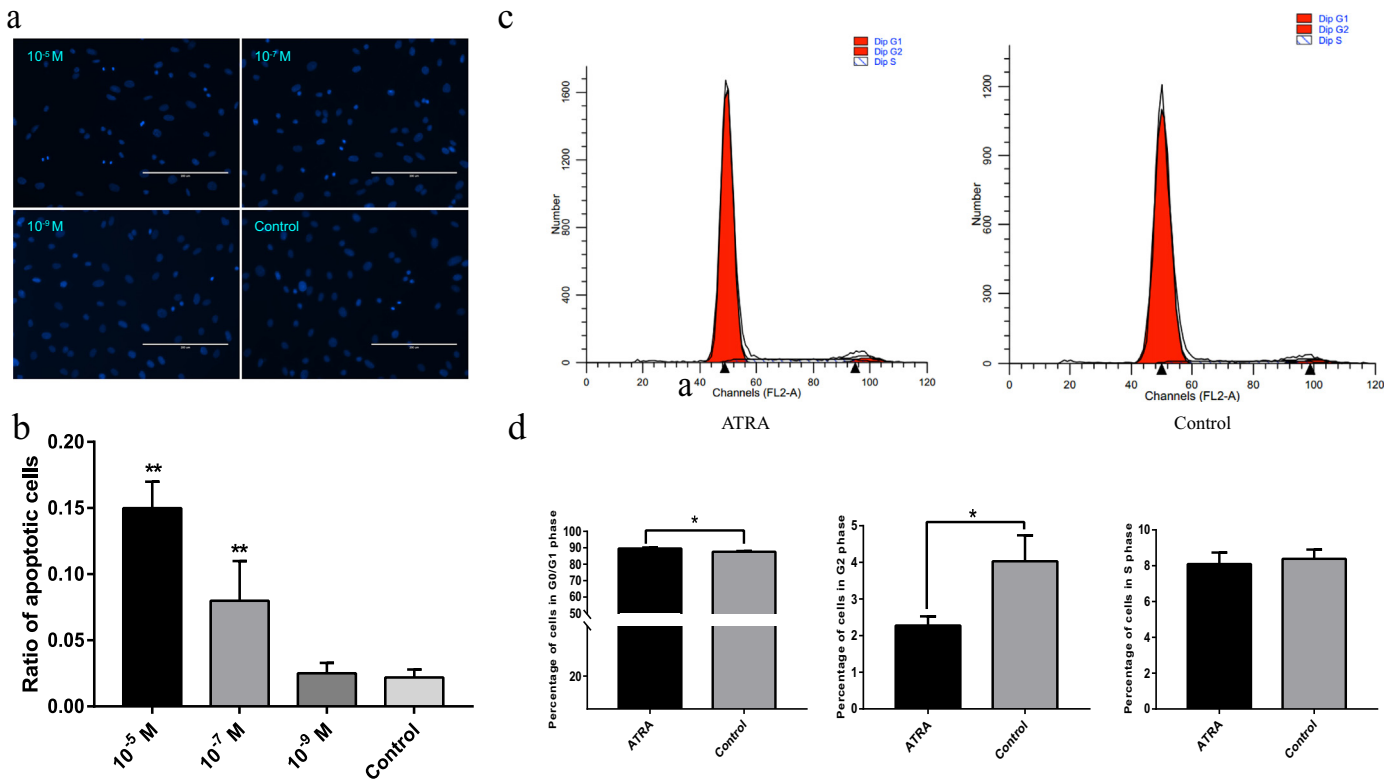 a
10⁻⁵ M
10⁻⁷ M
10⁻⁹ M
Control
b
Ratio of apoptotic cells
0.20
0.15
0.10
0.05
0.00
**
**
10⁻⁵ M
10⁻⁷ M
10⁻⁹ M
Control
c
Dip G1
Dip G2
Dip S
Number
1600
1200
800
400
0
0 20 40 60 80 100 120
Channels (FL2-A)
a
ATRA
Dip G1
Dip G2
Dip S
Number
1200
900
600
300
0
0 20 40 60 80 100 120
Channels (FL2-A)
Control
d
Percentage of cells in G0/G1 phase
100
90
80
70
60
50
20
*
ATRA
Control
Percentage of cells in G2 phase
5
4
3
2
1
0
*
ATRA
Control
Percentage of cells in S phase
10
8
6
4
2
0
ATRA
Control